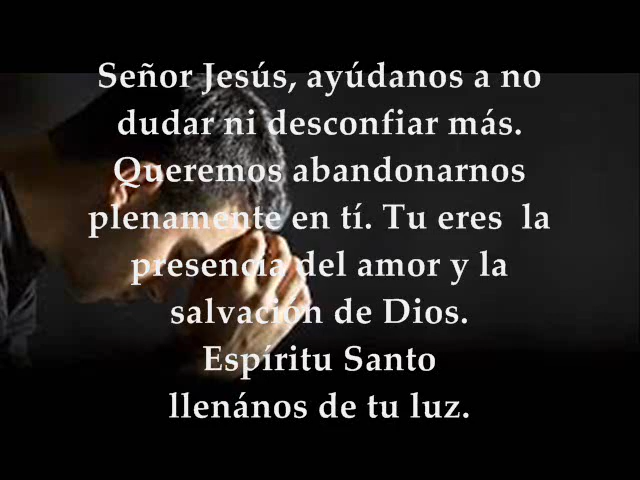 Señor Jesús, ayúdanos a no
dudar ni desconfiar más.
Queremos abandonarnos
plenamente en tí. Tu eres  la
presencia del amor y la
salvación de Dios.
Espíritu Santo
llenános de tu luz.